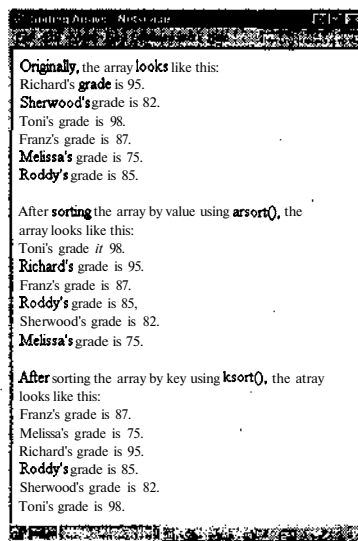 Sorting Arrays - Netscape
Originally, the array looks like this:
Richard's grade is 95.
Sherwood's grade is 82.
Toni's grade is 98.
Franz's grade is 87.
Melissa's grade is 75.
Roddy's grade is 85.
After sorting the array by value using arsort(), the
array looks like this:
Toni's grade it 98.
Richard's grade is 95.
Franz's grade is 87.
Roddy's grade is 85,
Sherwood's grade is 82.
Melissa's grade is 75.
After sorting the array by key using ksort(), the atray
looks like this:
Franz's grade is 87.
Melissa's grade is 75.
Richard's grade is 95.
Roddy's grade is 85.
Sherwood's grade is 82.
Toni's grade is 98.